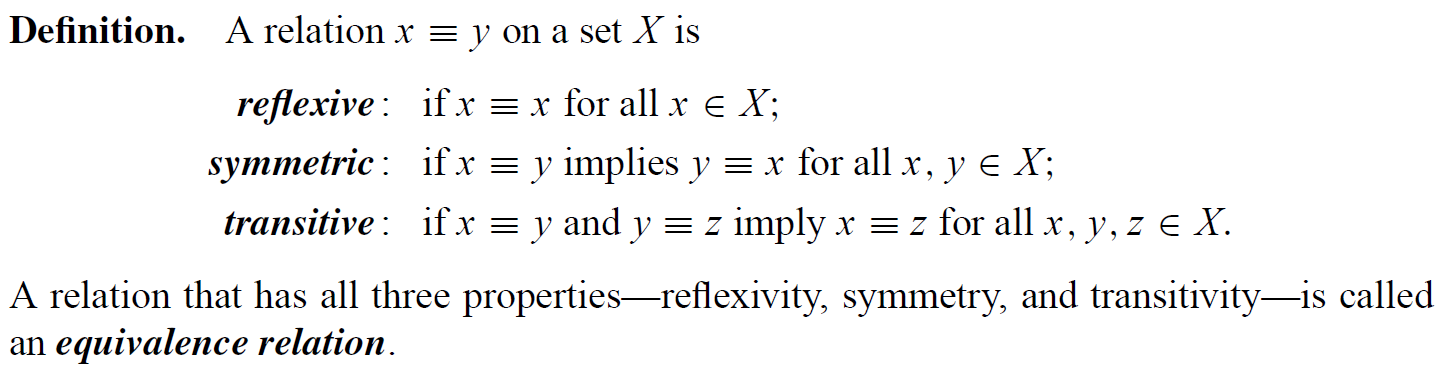 Definition. A relation x ≡ y on a set X is
reflexive: if x ≡ x for all x ∈ X;
symmetric: if x ≡ y implies y ≡ x for all x, y ∈ X;
transitive: if x ≡ y and y ≡ z imply x ≡ z for all x, y, z ∈ X.
A relation that has all three properties—reflexivity, symmetry, and transitivity—is called
an equivalence relation.